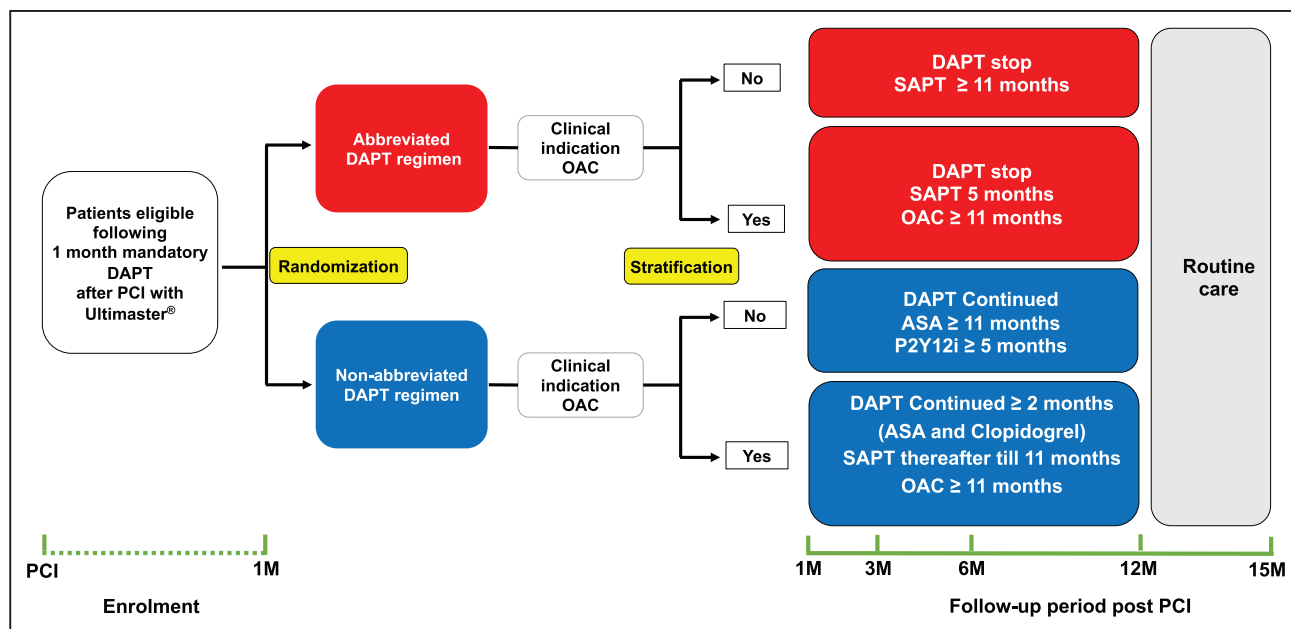 Patients eligible
following
1 month mandatory
DAPT
after PCI with
Ultimaster®
Randomization
Abbreviated
DAPT regimen
Non-abbreviated
DAPT regimen
Clinical
indication
OAC
Clinical
indication
OAC
Stratification
No
Yes
No
Yes
DAPT stop
SAPT ≥ 11 months
DAPT stop
SAPT 5 months
OAC ≥ 11 months
DAPT Continued
ASA ≥ 11 months
P2Y12i ≥ 5 months
DAPT Continued ≥ 2 months
(ASA and Clopidogrel)
SAPT thereafter till 11 months
OAC ≥ 11 months
Routine
care
PCI
1M
Enrolment
1M
3M
6M
12M
15M
Follow-up period post PCI